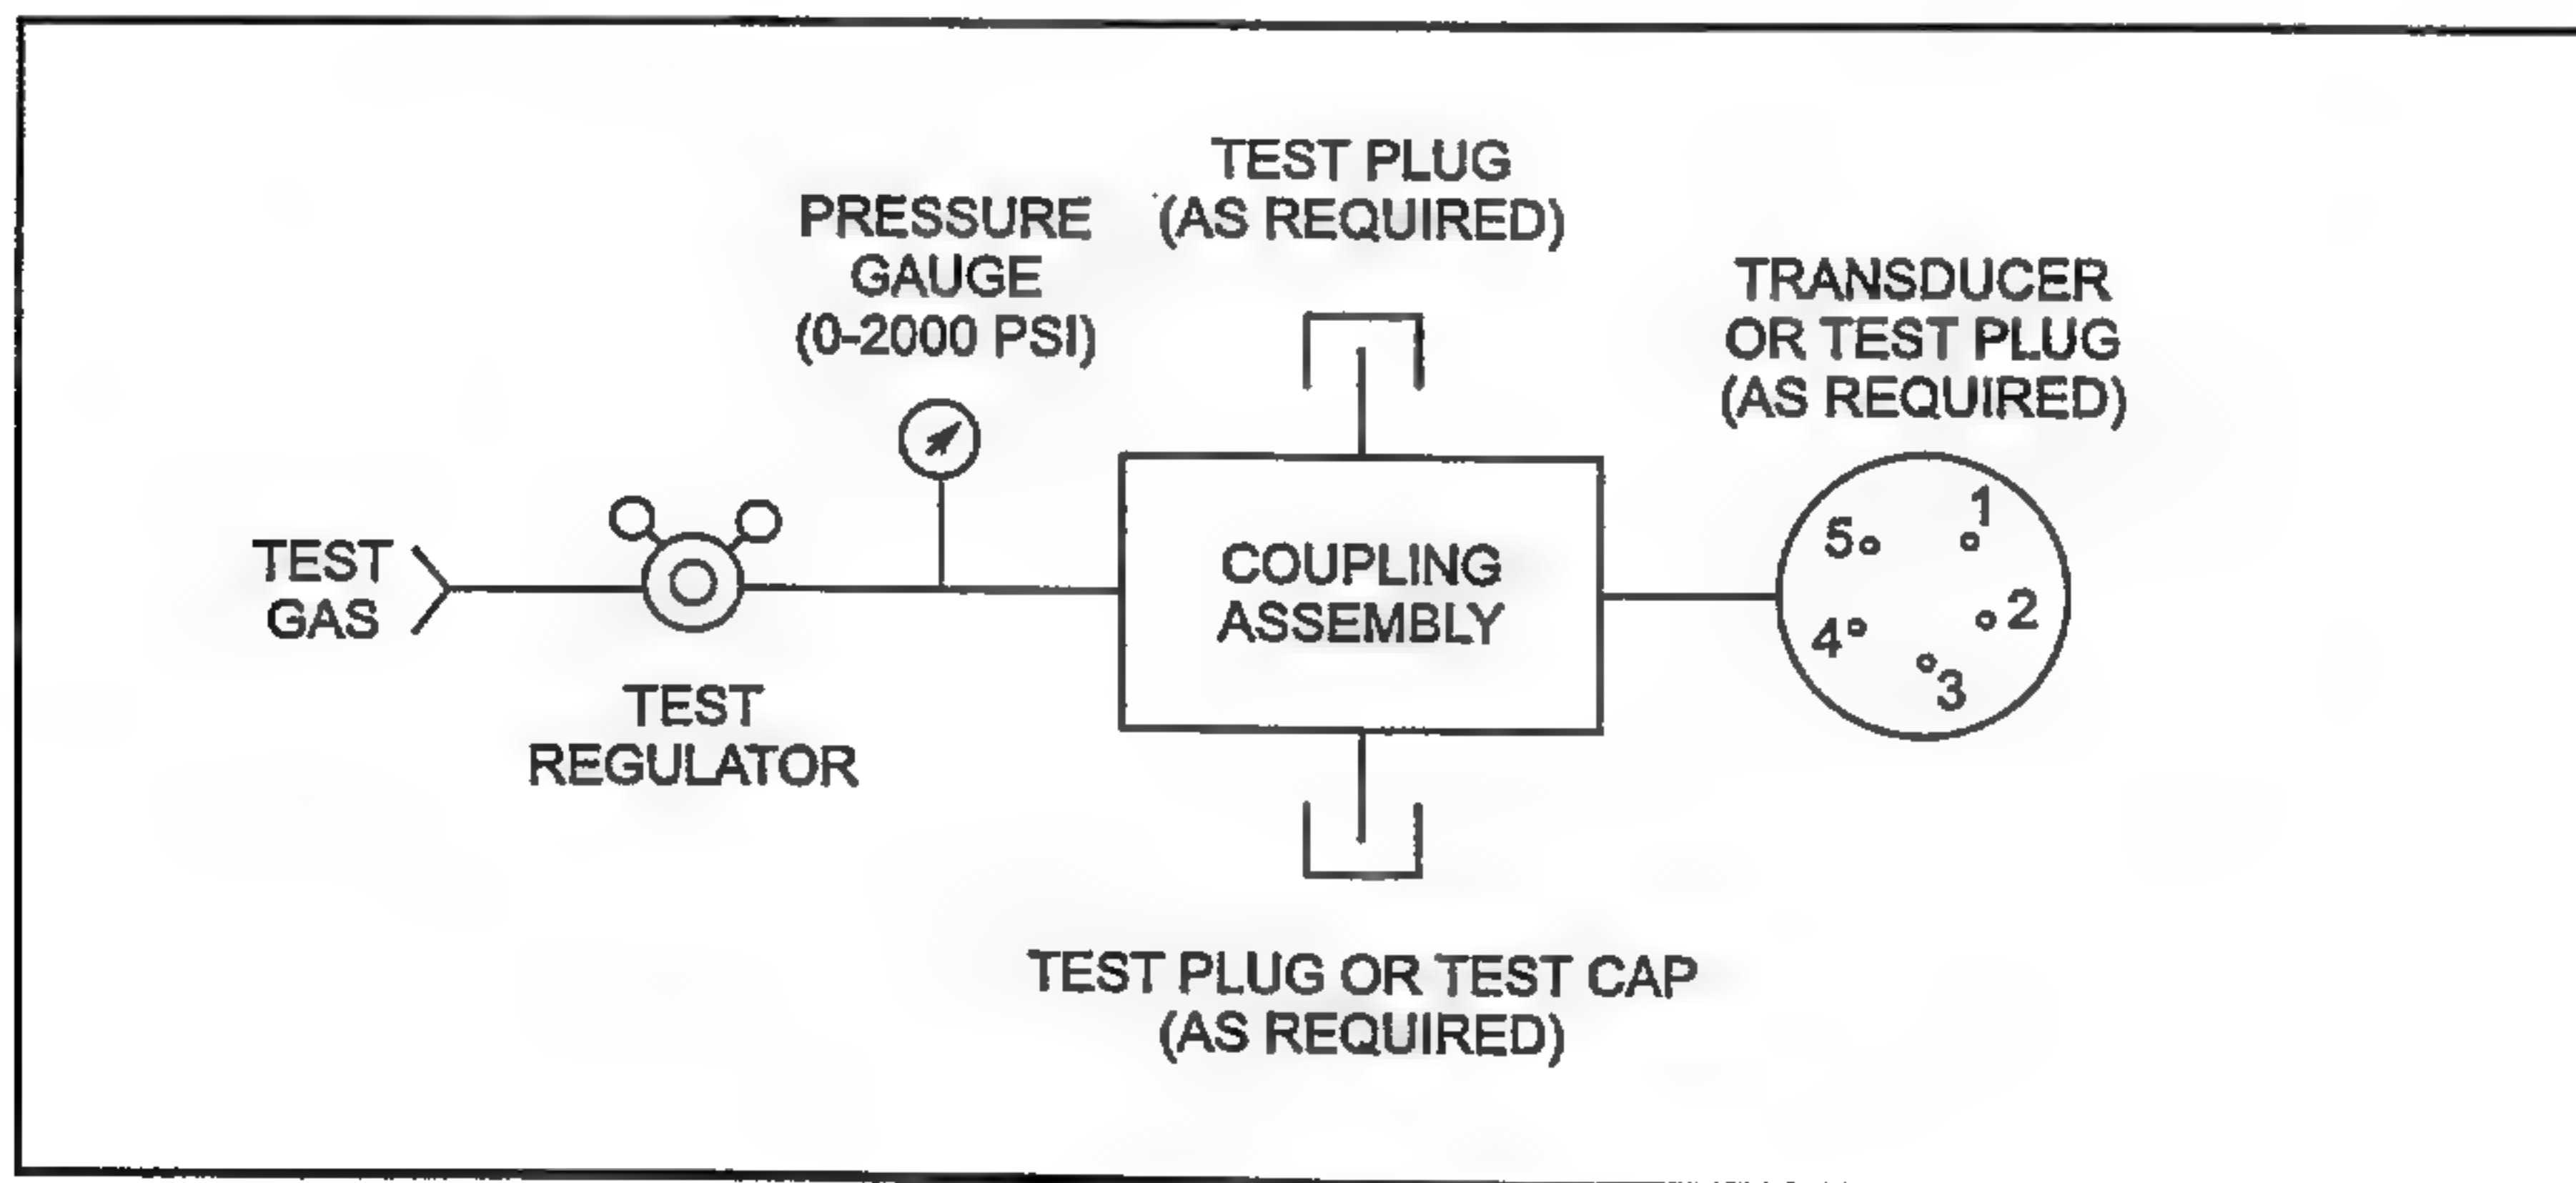 TEST PLUG
(AS REQUIRED)
PRESSURE
GAUGE
(0-2000 PSI)
TRANSDUCER
OR TEST PLUG
(AS REQUIRED)
TEST
GAS
TEST
REGULATOR
COUPLING
ASSEMBLY
1
2
3
4
5
TEST PLUG OR TEST CAP
(AS REQUIRED)